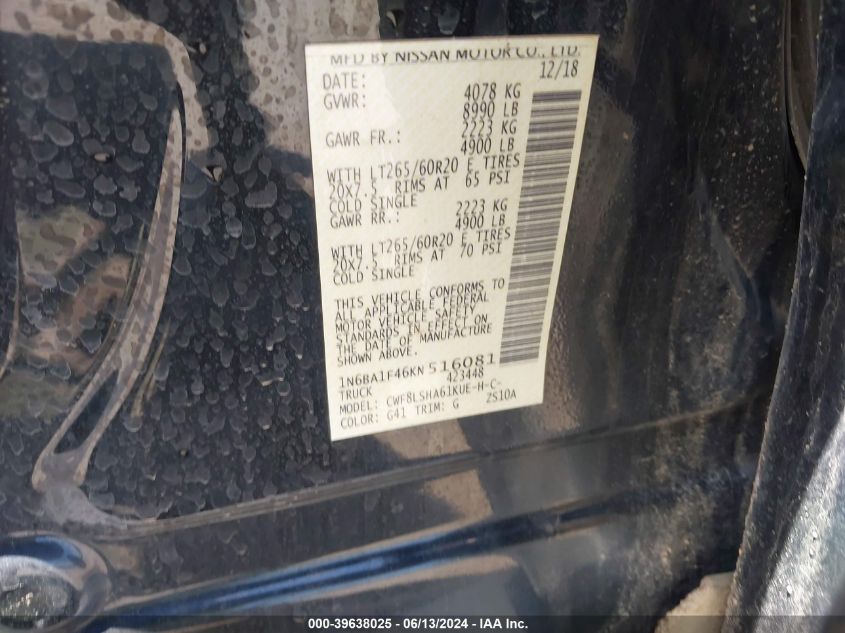 MFD BY NISSAN MOTOR CO., LTD.
DATE: 12/18
GVWR: 4078 KG
8990 LB
GAWR FR.: 2223 KG
4900 LB
WITH LT265/60R20 E TIRES
20X7.5 RIMS AT 65 PSI
COLD SINGLE
GAWR RR.: 2223 KG
4900 LB
WITH LT265/60R20 E TIRES
20X7.5 RIMS AT 70 PSI
COLD SINGLE
THIS VEHICLE CONFORMS TO
ALL APPLICABLE FEDERAL
MOTOR VEHICLE SAFETY
STANDARDS IN EFFECT ON
THE DATE OF MANUFACTURE
SHOWN ABOVE.
1N6BA1F46KN516081
TRUCK 423448
MODEL: CWF8LSHA61KUE-H-C-
COLOR: G41 TRIM: G ZS10A
000-39638025 - 06/13/2024 - IAA Inc.